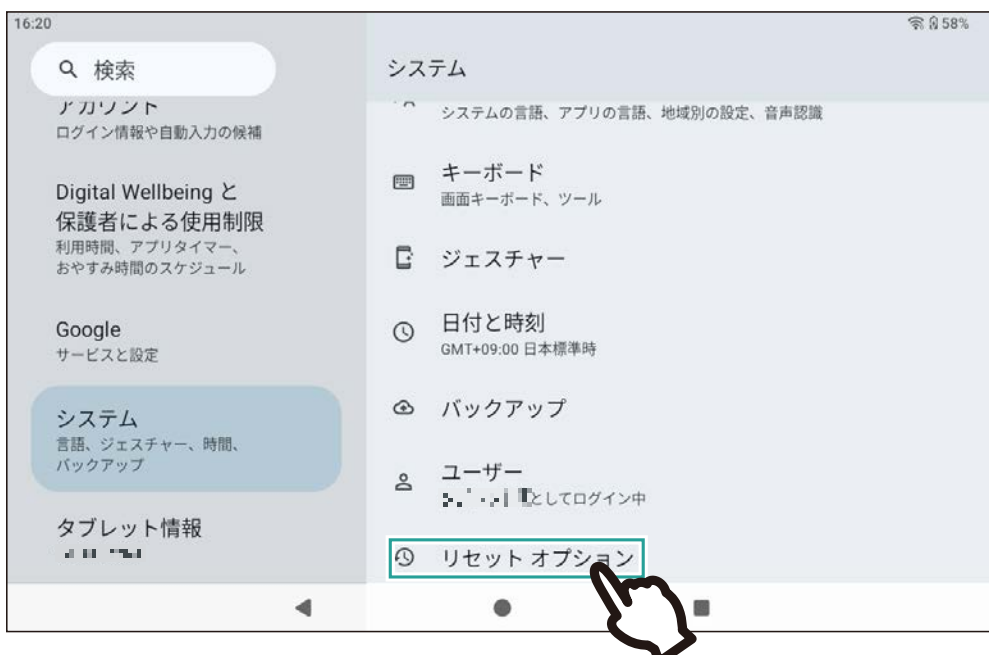 16:20
58%
検索
アカウント
ログイン情報や自動入力の候補
Digital Wellbeing と
保護者による使用制限
利用時間、アプリタイマー、
おやすみ時間のスケジュール
Google
サービスと設定
システム
言語、ジェスチャー、時間、
バックアップ
タブレット情報
システム
システムの言語、アプリの言語、地域別の設定、音声認識
キーボード
画面キーボード、ツール
ジェスチャー
日付と時刻
GMT+09:00 日本標準時
バックアップ
ユーザー
としてログイン中
リセット オプション